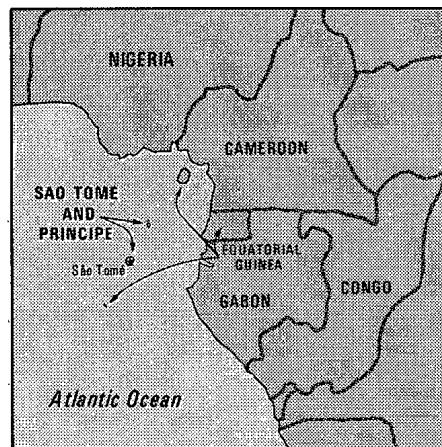 NIGERIA
CAMEROON
SAO TOME
AND
PRINCIPE
São Tomé
EQUATORIAL
GUINEA
GABON
CONGO
Atlantic Ocean